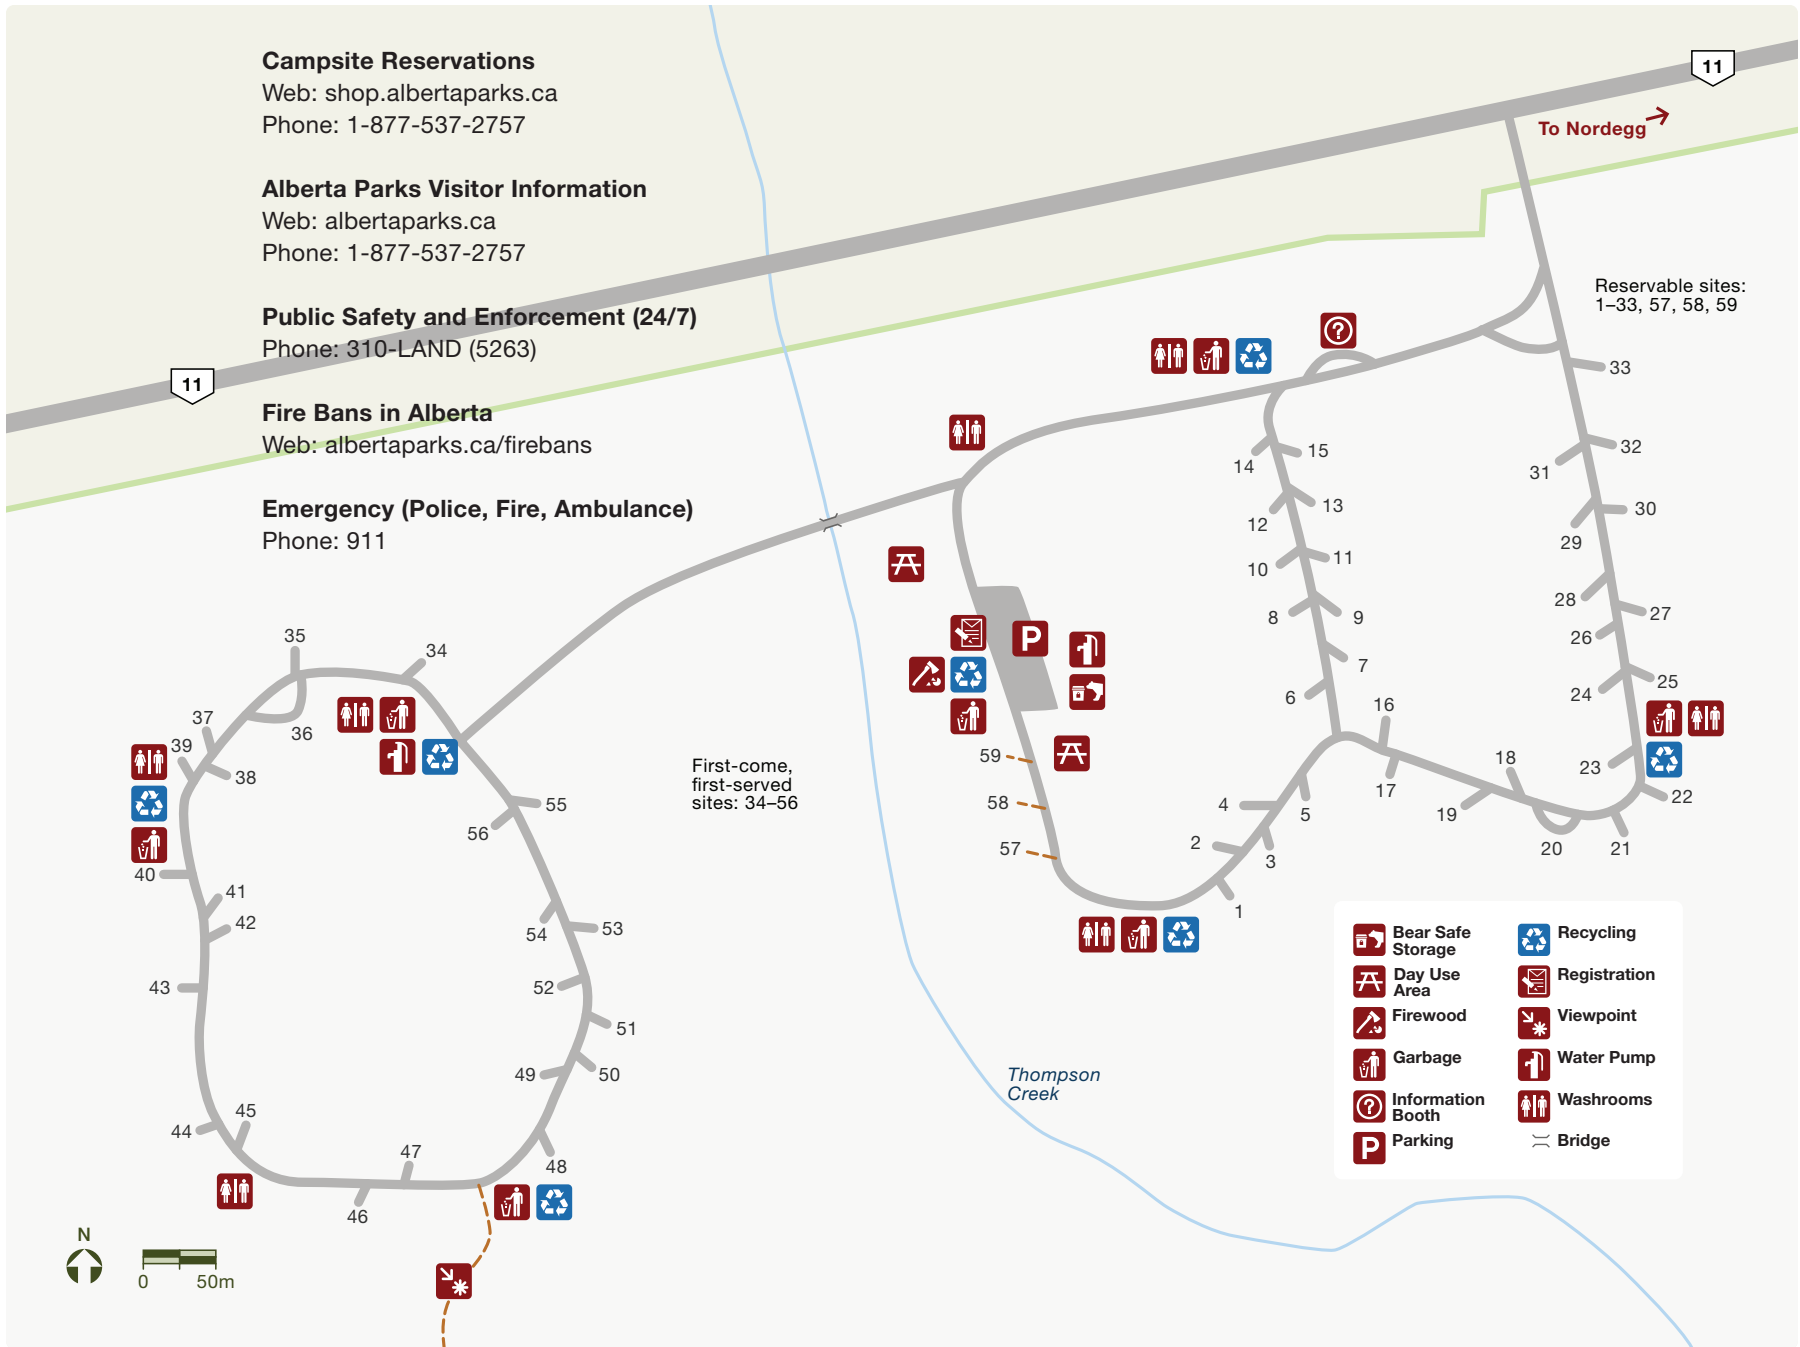 Campsite Reservations
Web: shop.albertaparks.ca
Phone: 1-877-537-2757
Alberta Parks Visitor Information
Web: albertaparks.ca
Phone: 1-877-537-2757
Public Safety and Enforcement (24/7)
Phone: 310-LAND (5263)
Fire Bans in Alberta
Web: albertaparks.ca/firebans
Emergency (Police, Fire, Ambulance)
Phone: 911
11
11
To Nordegg
Reservable sites:
1–33, 57, 58, 59
?
33
32
31
30
29
28
27
26
25
24
23
22
21
20
19
18
17
16
15
14
13
12
11
10
9
8
7
6
5
4
3
2
1
P
59
58
57
First-come,
first-served
sites: 34–56
34
35
36
37
38
39
40
41
42
43
44
45
46
47
48
49
50
51
52
53
54
55
56
Thompson
Creek
N
0 50m
Bear Safe
Storage
Day Use
Area
Firewood
Garbage
?
Information
Booth
P
Parking
Recycling
Registration
Viewpoint
Water Pump
Washrooms
Bridge